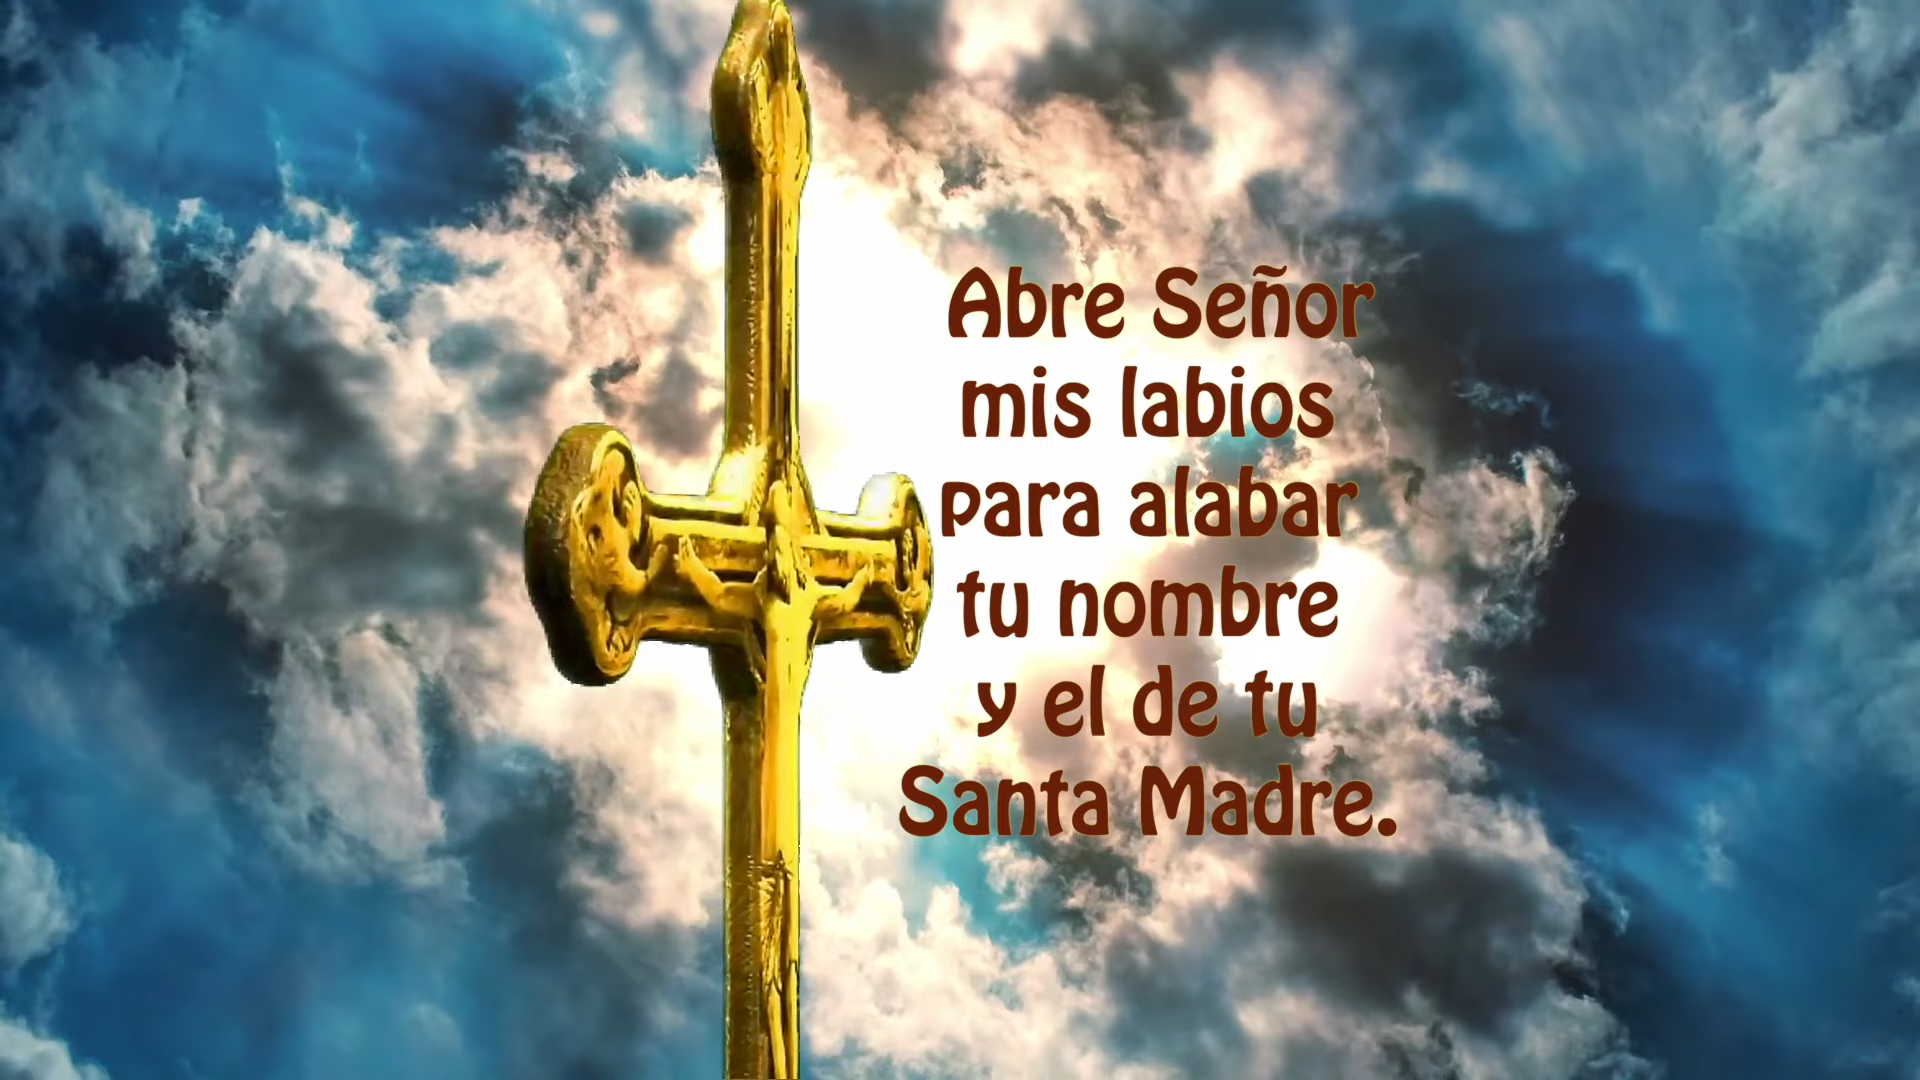 Abre Señor
mis labios
para alabar
tu nombre
y el de tu
Santa Madre.